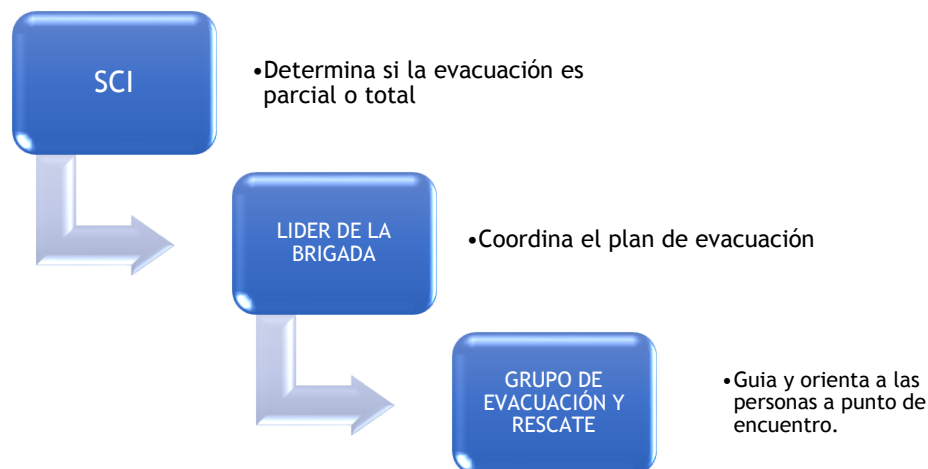 SCI
•Determina si la evacuación es
parcial o total
LIDER DE LA
BRIGADA
•Coordina el plan de evacuación
GRUPO DE
EVACUACIÓN Y
RESCATE
•Guia y orienta a las
personas a punto de
encuentro.